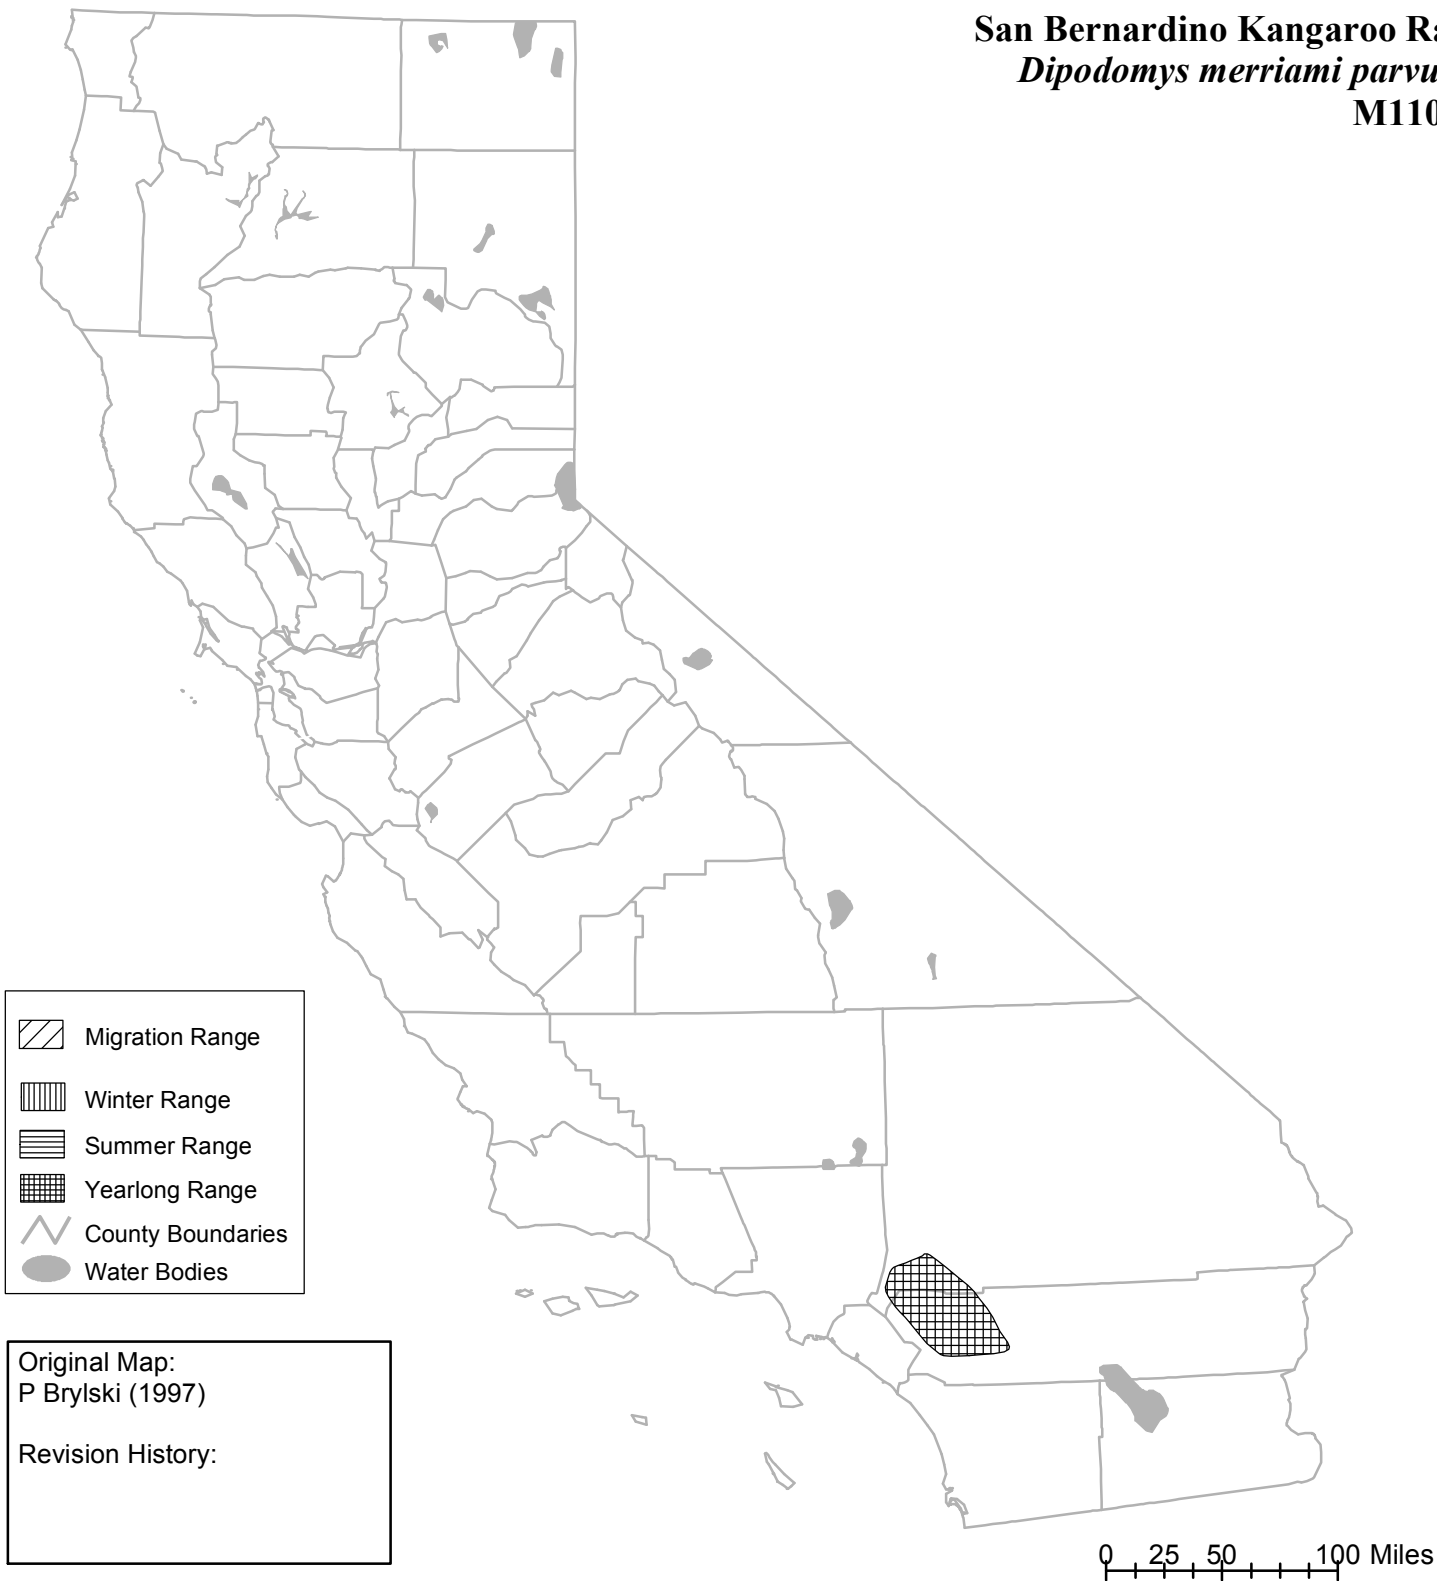 San Bernardino Kangaroo Ra
Dipodomys merriami parvu
M110
Migration Range
Winter Range
Summer Range
Yearlong Range
County Boundaries
Water Bodies
Original Map:
P Brylski (1997)
Revision History:
0 25 50 100 Miles